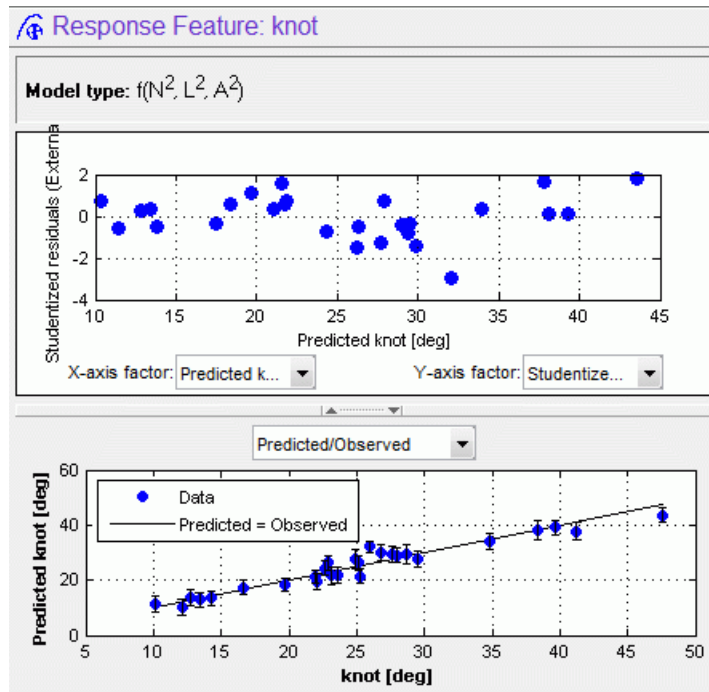 Response Feature: knot
Model type: f(N², L², A²)
Studentized residuals (Externa
2
0
-2
-4
10 15 20 25 30 35 40 45
Predicted knot [deg]
X-axis factor: Predicted k... Y-axis factor: Studentize...
Predicted/Observed
Predicted knot [deg]
60
40
20
0
Data
Predicted = Observed
5 10 15 20 25 30 35 40 45 50
knot [deg]